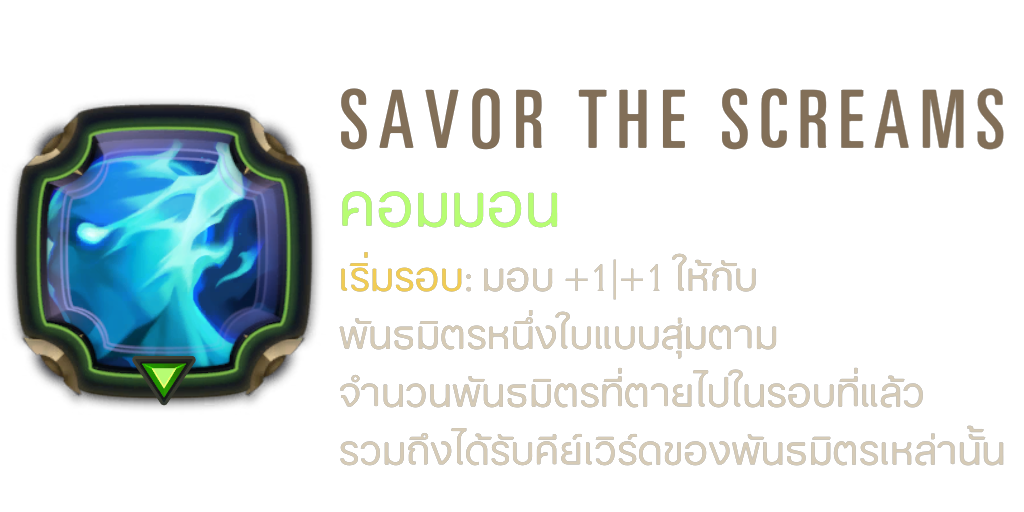 SAVOR THE SCREAMS
คอมมอน
เริ่มรอบ: มอบ +1|+1 ให้กับ
พันธมิตรหนึ่งใบแบบสุ่มตาม
จำนวนพันธมิตรที่ตายไปในรอบที่แล้ว
รวมถึงได้รับคีย์เวิร์ดของพันธมิตรเหล่านั้น